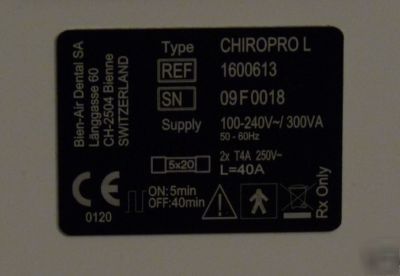 Bien-Air Dental SA
Länggasse 60
CH-2504 Bienne
SWITZERLAND
Type CHIROPRO L
REF 1600613
SN 09F0018
Supply 100-240V~/300VA
50 - 60Hz
5x20 2x T4A 250V~
L=40A
CE 0120
ON: 5min
OFF: 40min
Rx Only